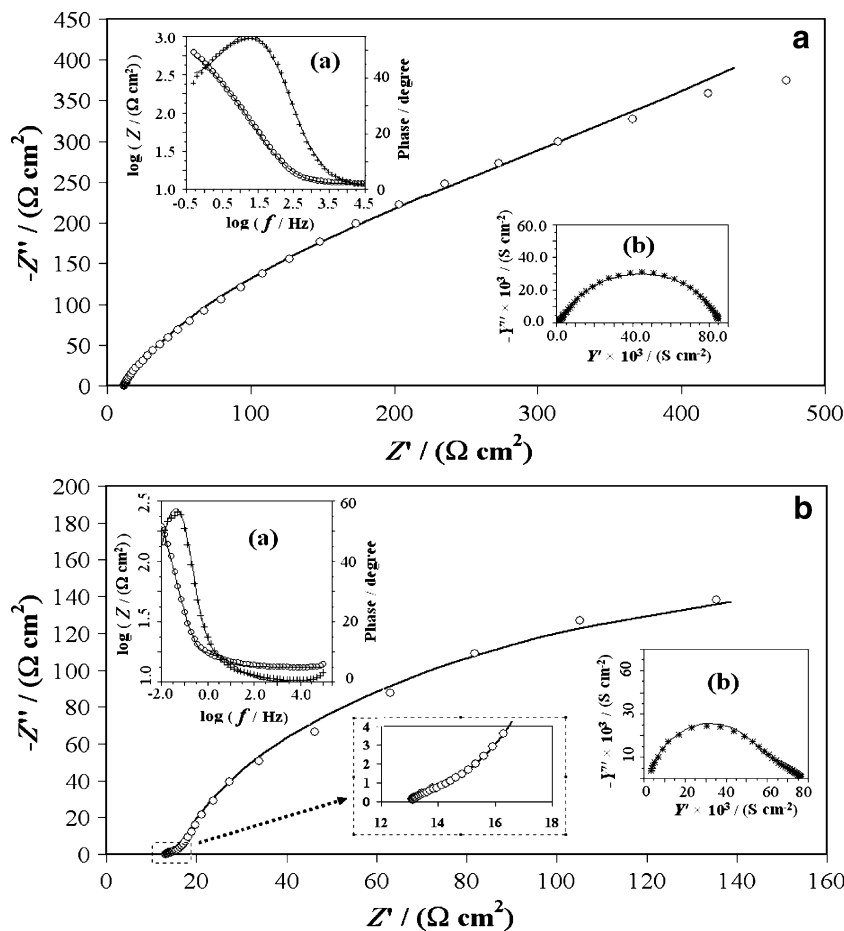 a
450
400
350
300
250
200
150
100
50
0
0 100 200 300 400 500
-Z'' / (Ω cm²)
Z' / (Ω cm²)
(a)
3.0
2.5
2.0
1.5
1.0
-0.5 0.5 1.5 2.5 3.5 4.5
40
20
0
log ( Z / (Ω cm²))
Phase / degree
log ( f / Hz)
(b)
60.0
40.0
20.0
0.0
0.0 40.0 80.0
-Y'' × 10³ / (S cm⁻²)
Y' × 10³ / (S cm⁻²)
b
200
180
160
140
120
100
80
60
40
20
0
0 20 40 60 80 100 120 140 160
-Z'' / (Ω cm²)
Z' / (Ω cm²)
(a)
2.5
2.0
1.5
1.0
-2.0 0.0 2.0 4.0
60
40
20
0
log ( Z / (Ω cm²))
Phase / degree
log ( f / Hz)
4
3
2
1
0
12 14 16 18
(b)
60
30
10
0 30 50 80
-Y'' × 10³ / (S cm⁻²)
Y' × 10³ / (S cm⁻²)